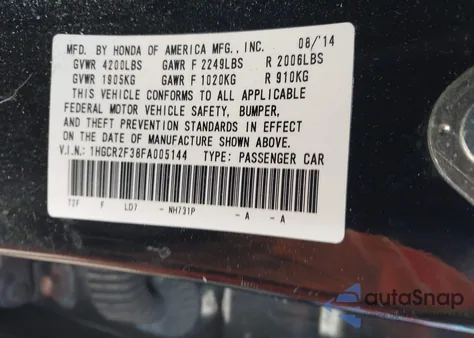 MFD. BY HONDA OF AMERICA MFG., INC. 08/'14
GVWR 4200LBS GAWR F 2249LBS R 2006LBS
GVWR 1905KG GAWR F 1020KG R 910KG
THIS VEHICLE CONFORMS TO ALL APPLICABLE
FEDERAL MOTOR VEHICLE SAFETY, BUMPER,
AND THEFT PREVENTION STANDARDS IN EFFECT
ON THE DATE OF MANUFACTURE SHOWN ABOVE.
V.I.N.: 1HGCR2F38FA005144 TYPE: PASSENGER CAR
T2F F LD7 - NH731P - A - A
autoSnap